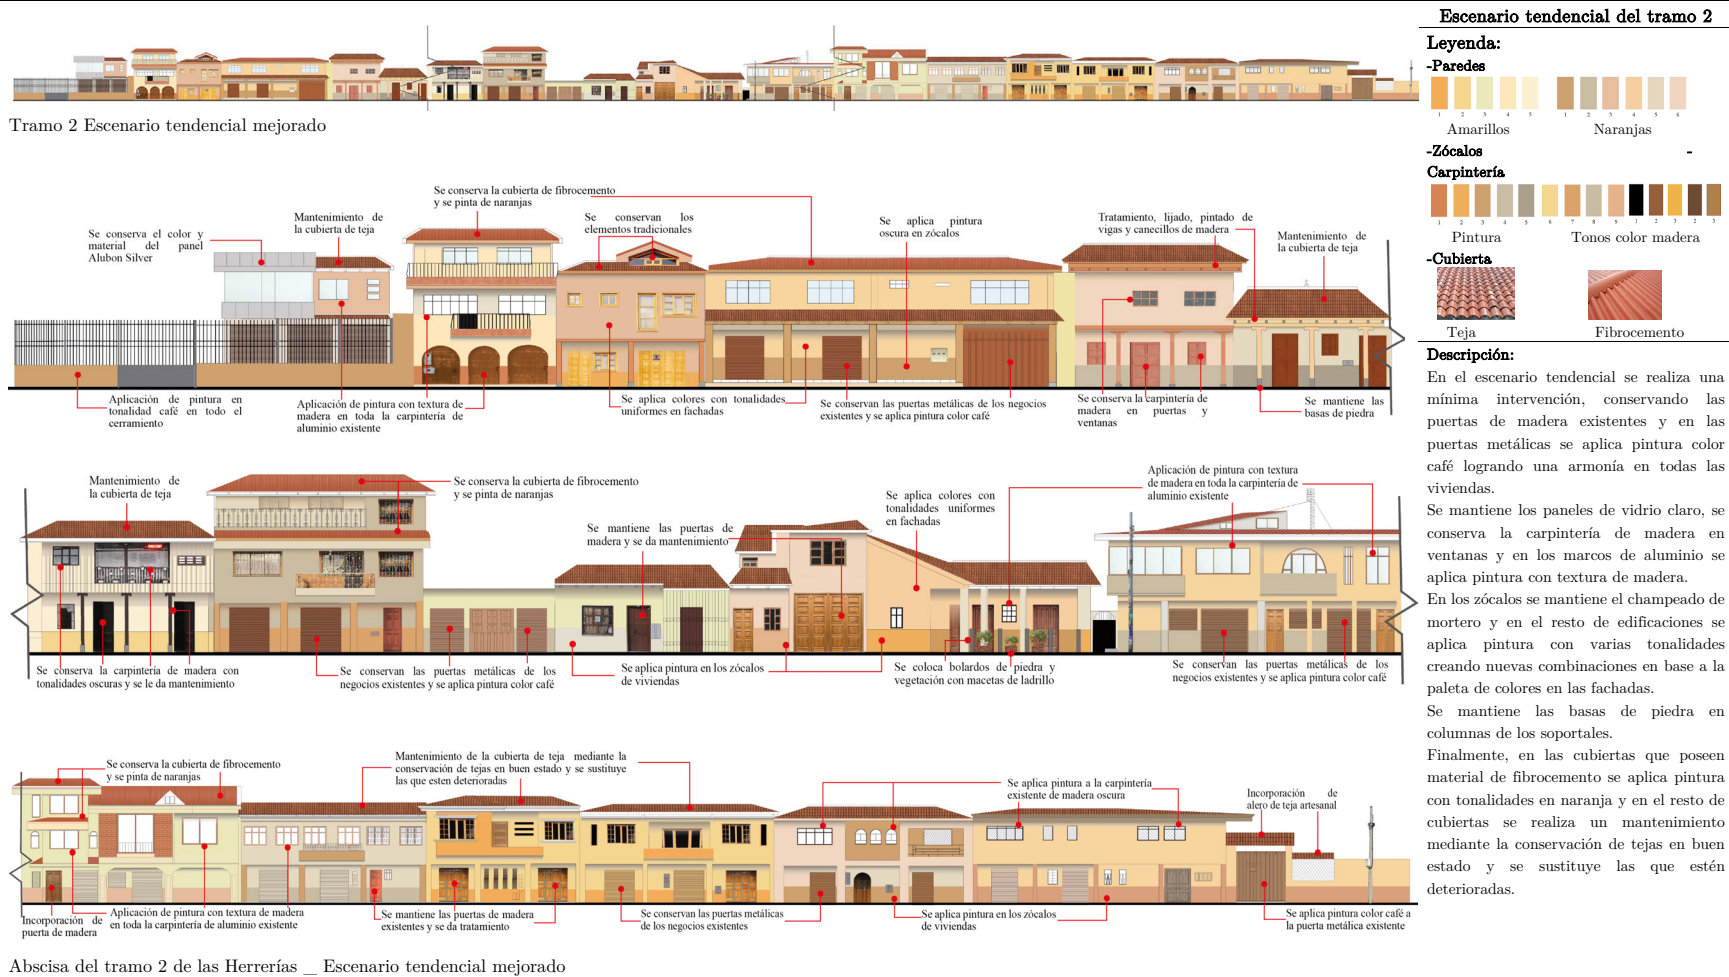 Tramo 2 Escenario tendencial mejorado
Se conserva el color y
material del panel
Alubon Silver
Mantenimiento de
la cubierta de teja
Se conserva la cubierta de fibrocemento
y se pinta de naranjas
Se conservan los
elementos tradicionales
Se aplica pintura
oscura en zócalos
Tratamiento, lijado, pintado de
vigas y canecillos de madera
Mantenimiento de
la cubierta de teja
Aplicación de pintura en
tonalidad café en todo el
cerramiento
Aplicación de pintura con textura de
madera en toda la carpintería de
aluminio existente
Se aplica colores con tonalidades
uniformes en fachadas
Se conservan las puertas metálicas de los negocios
existentes y se aplica pintura color café
Se conserva la carpintería de
madera en puertas y
ventanas
Se mantiene las
basas de piedra
Mantenimiento de
la cubierta de teja
Se conserva la cubierta de fibrocemento
y se pinta de naranjas
Se mantiene las puertas de
madera y se da mantenimiento
Se aplica colores con
tonalidades uniformes
en fachadas
Aplicación de pintura con textura
de madera en toda la carpintería de
aluminio existente
Se conserva la carpintería de madera con
tonalidades oscuras y se le da mantenimiento
Se conservan las puertas metálicas de los
negocios existentes y se aplica pintura color café
Se aplica pintura en los zócalos
de viviendas
Se coloca bolardos de piedra y
vegetación con macetas de ladrillo
Se conservan las puertas metálicas de los
negocios existentes y se aplica pintura color café
Se conserva la cubierta de fibrocemento
y se pinta de naranjas
Mantenimiento de la cubierta de teja mediante la
conservación de tejas en buen estado y se sustituye
las que esten deterioradas
Se aplica pintura a la carpintería
existente de madera oscura
Incorporación de
alero de teja artesanal
Incorporación de
puerta de madera
Aplicación de pintura con textura de madera
en toda la carpintería de aluminio existente
Se mantiene las puertas de madera
existentes y se da tratamiento
Se conservan las puertas metálicas
de los negocios existentes
Se aplica pintura en los zócalos
de viviendas
Se aplica pintura color café a
la puerta metálica existente
Abscisa del tramo 2 de las Herrerías _ Escenario tendencial mejorado
Escenario tendencial del tramo 2
Leyenda:
-Paredes
1 2 3 4 5 1 2 3 4 5 6
Amarillos Naranjas
-Zócalos -
Carpintería
1 2 3 4 5 6 7 8 9 1 2 3 2 3
Pintura Tonos color madera
-Cubierta
Teja Fibrocemento
Descripción:
En el escenario tendencial se realiza una
mínima intervención, conservando las
puertas de madera existentes y en las
puertas metálicas se aplica pintura color
café logrando una armonía en todas las
viviendas.
Se mantiene los paneles de vidrio claro, se
conserva la carpintería de madera en
ventanas y en los marcos de aluminio se
aplica pintura con textura de madera.
En los zócalos se mantiene el champeado de
mortero y en el resto de edificaciones se
aplica pintura con varias tonalidades
creando nuevas combinaciones en base a la
paleta de colores en las fachadas.
Se mantiene las basas de piedra en
columnas de los soportales.
Finalmente, en las cubiertas que poseen
material de fibrocemento se aplica pintura
con tonalidades en naranja y en el resto de
cubiertas se realiza un mantenimiento
mediante la conservación de tejas en buen
estado y se sustituye las que estén
deterioradas.